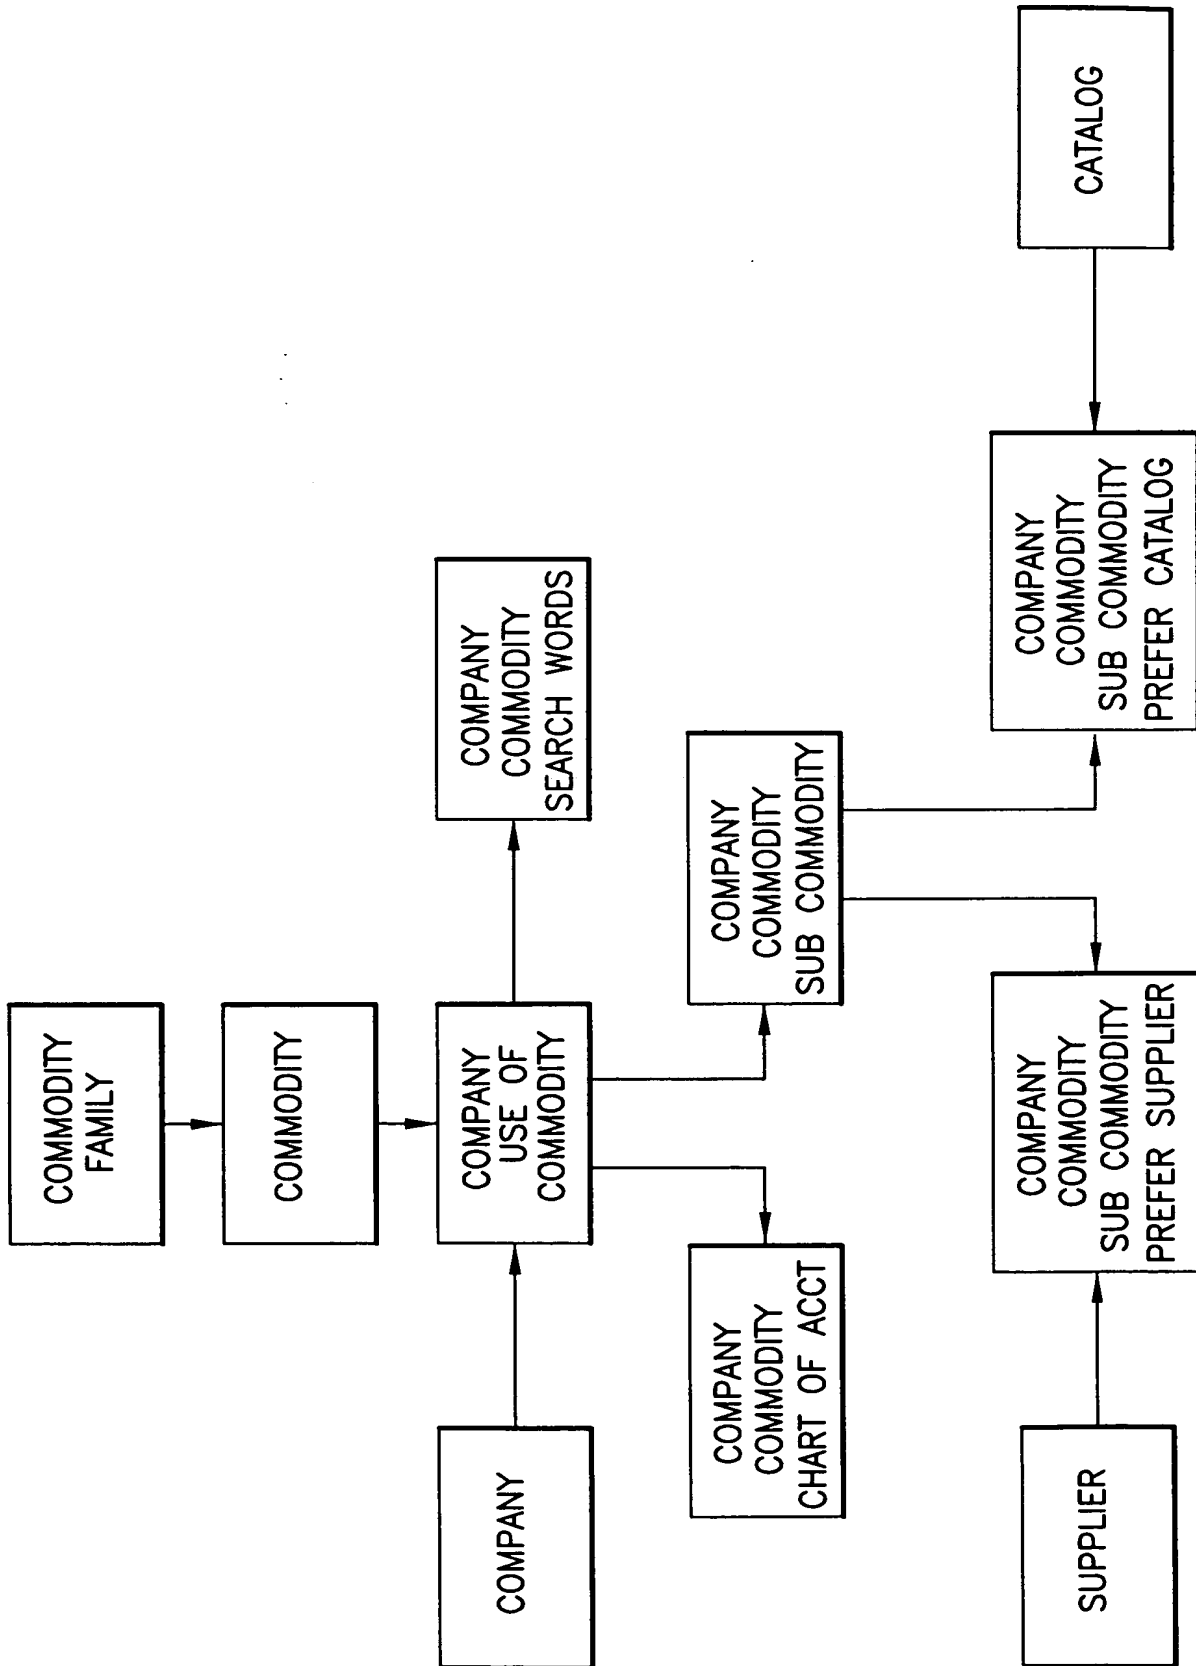 COMMODITY
FAMILY
COMMODITY
COMPANY
COMPANY
USE OF
COMMODITY
COMPANY
COMMODITY
SEARCH WORDS
COMPANY
COMMODITY
CHART OF ACCT
COMPANY
COMMODITY
SUB COMMODITY
SUPPLIER
COMPANY
COMMODITY
SUB COMMODITY
PREFER SUPPLIER
COMPANY
COMMODITY
SUB COMMODITY
PREFER CATALOG
CATALOG